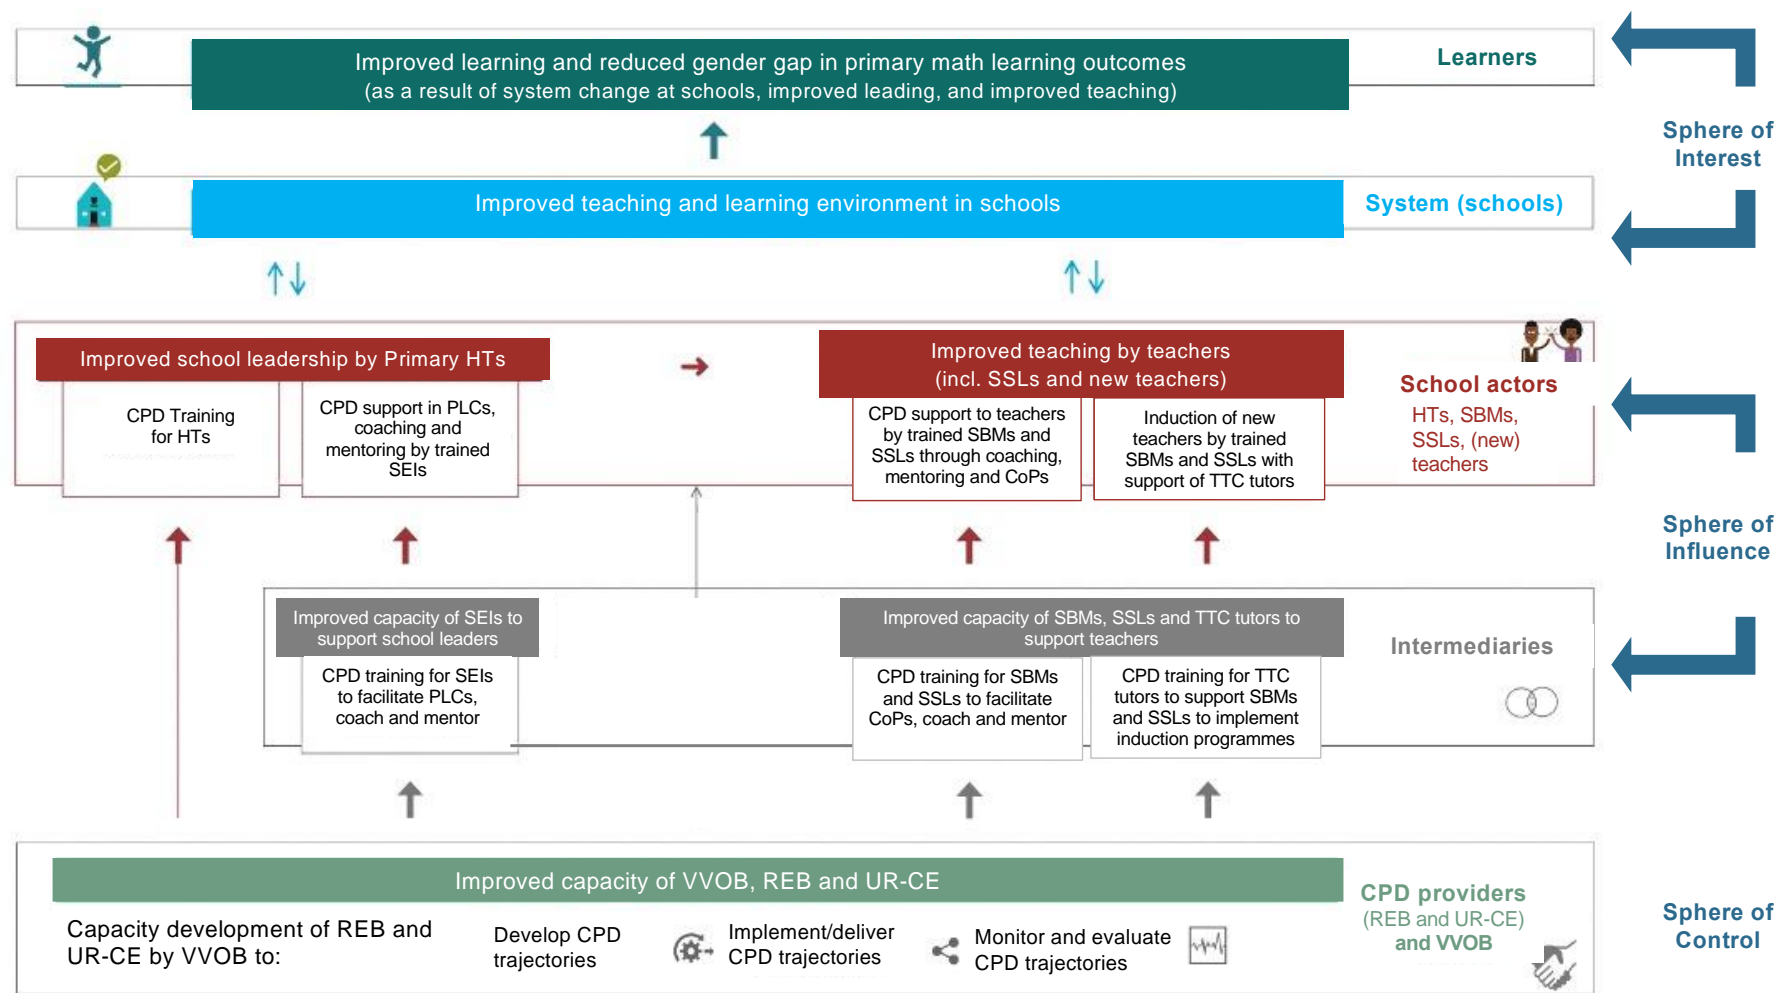 Improved learning and reduced gender gap in primary math learning outcomes
(as a result of system change at schools, improved leading, and improved teaching)
Learners
Sphere of
Interest
Improved teaching and learning environment in schools
System (schools)
Improved school leadership by Primary HTs
CPD Training
for HTs
CPD support in PLCs,
coaching and
mentoring by trained
SEIs
Improved teaching by teachers
(incl. SSLs and new teachers)
CPD support to teachers
by trained SBMs and
SSLs through coaching,
mentoring and CoPs
Induction of new
teachers by trained
SBMs and SSLs with
support of TTC tutors
School actors
HTs, SBMs,
SSLs, (new)
teachers
Sphere of
Influence
Improved capacity of SEIs to
support school leaders
CPD training for SEIs
to facilitate PLCs,
coach and mentor
Improved capacity of SBMs, SSLs and TTC tutors to
support teachers
CPD training for SBMs
and SSLs to facilitate
CoPs, coach and mentor
CPD training for TTC
tutors to support SBMs
and SSLs to implement
induction programmes
Intermediaries
Improved capacity of VVOB, REB and UR-CE
Capacity development of REB and
UR-CE by VVOB to:
Develop CPD
trajectories
Implement/deliver
CPD trajectories
Monitor and evaluate
CPD trajectories
CPD providers
(REB and UR-CE)
and VVOB
Sphere of
Control